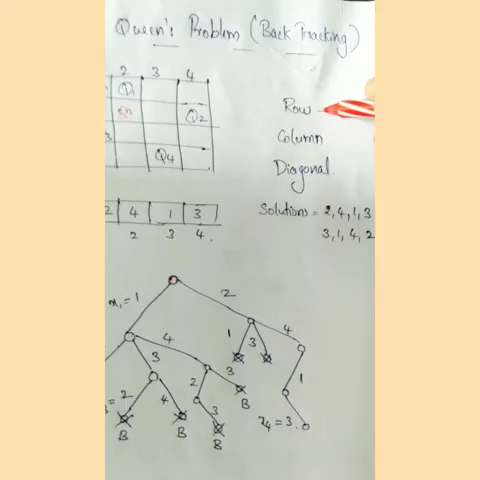 Queen's Problem (Back Tracking)
2 3 4
Q1
Q2
3
Q4
Row
Column
Diagonal
Solutions = 2,4,1,3
3,1,4,2
2 4 1 3
2 3 4.
x₁=1
2
4
3
1
3
4
2
3
1
=2
4
3
x₄=3.
B
B
B
B